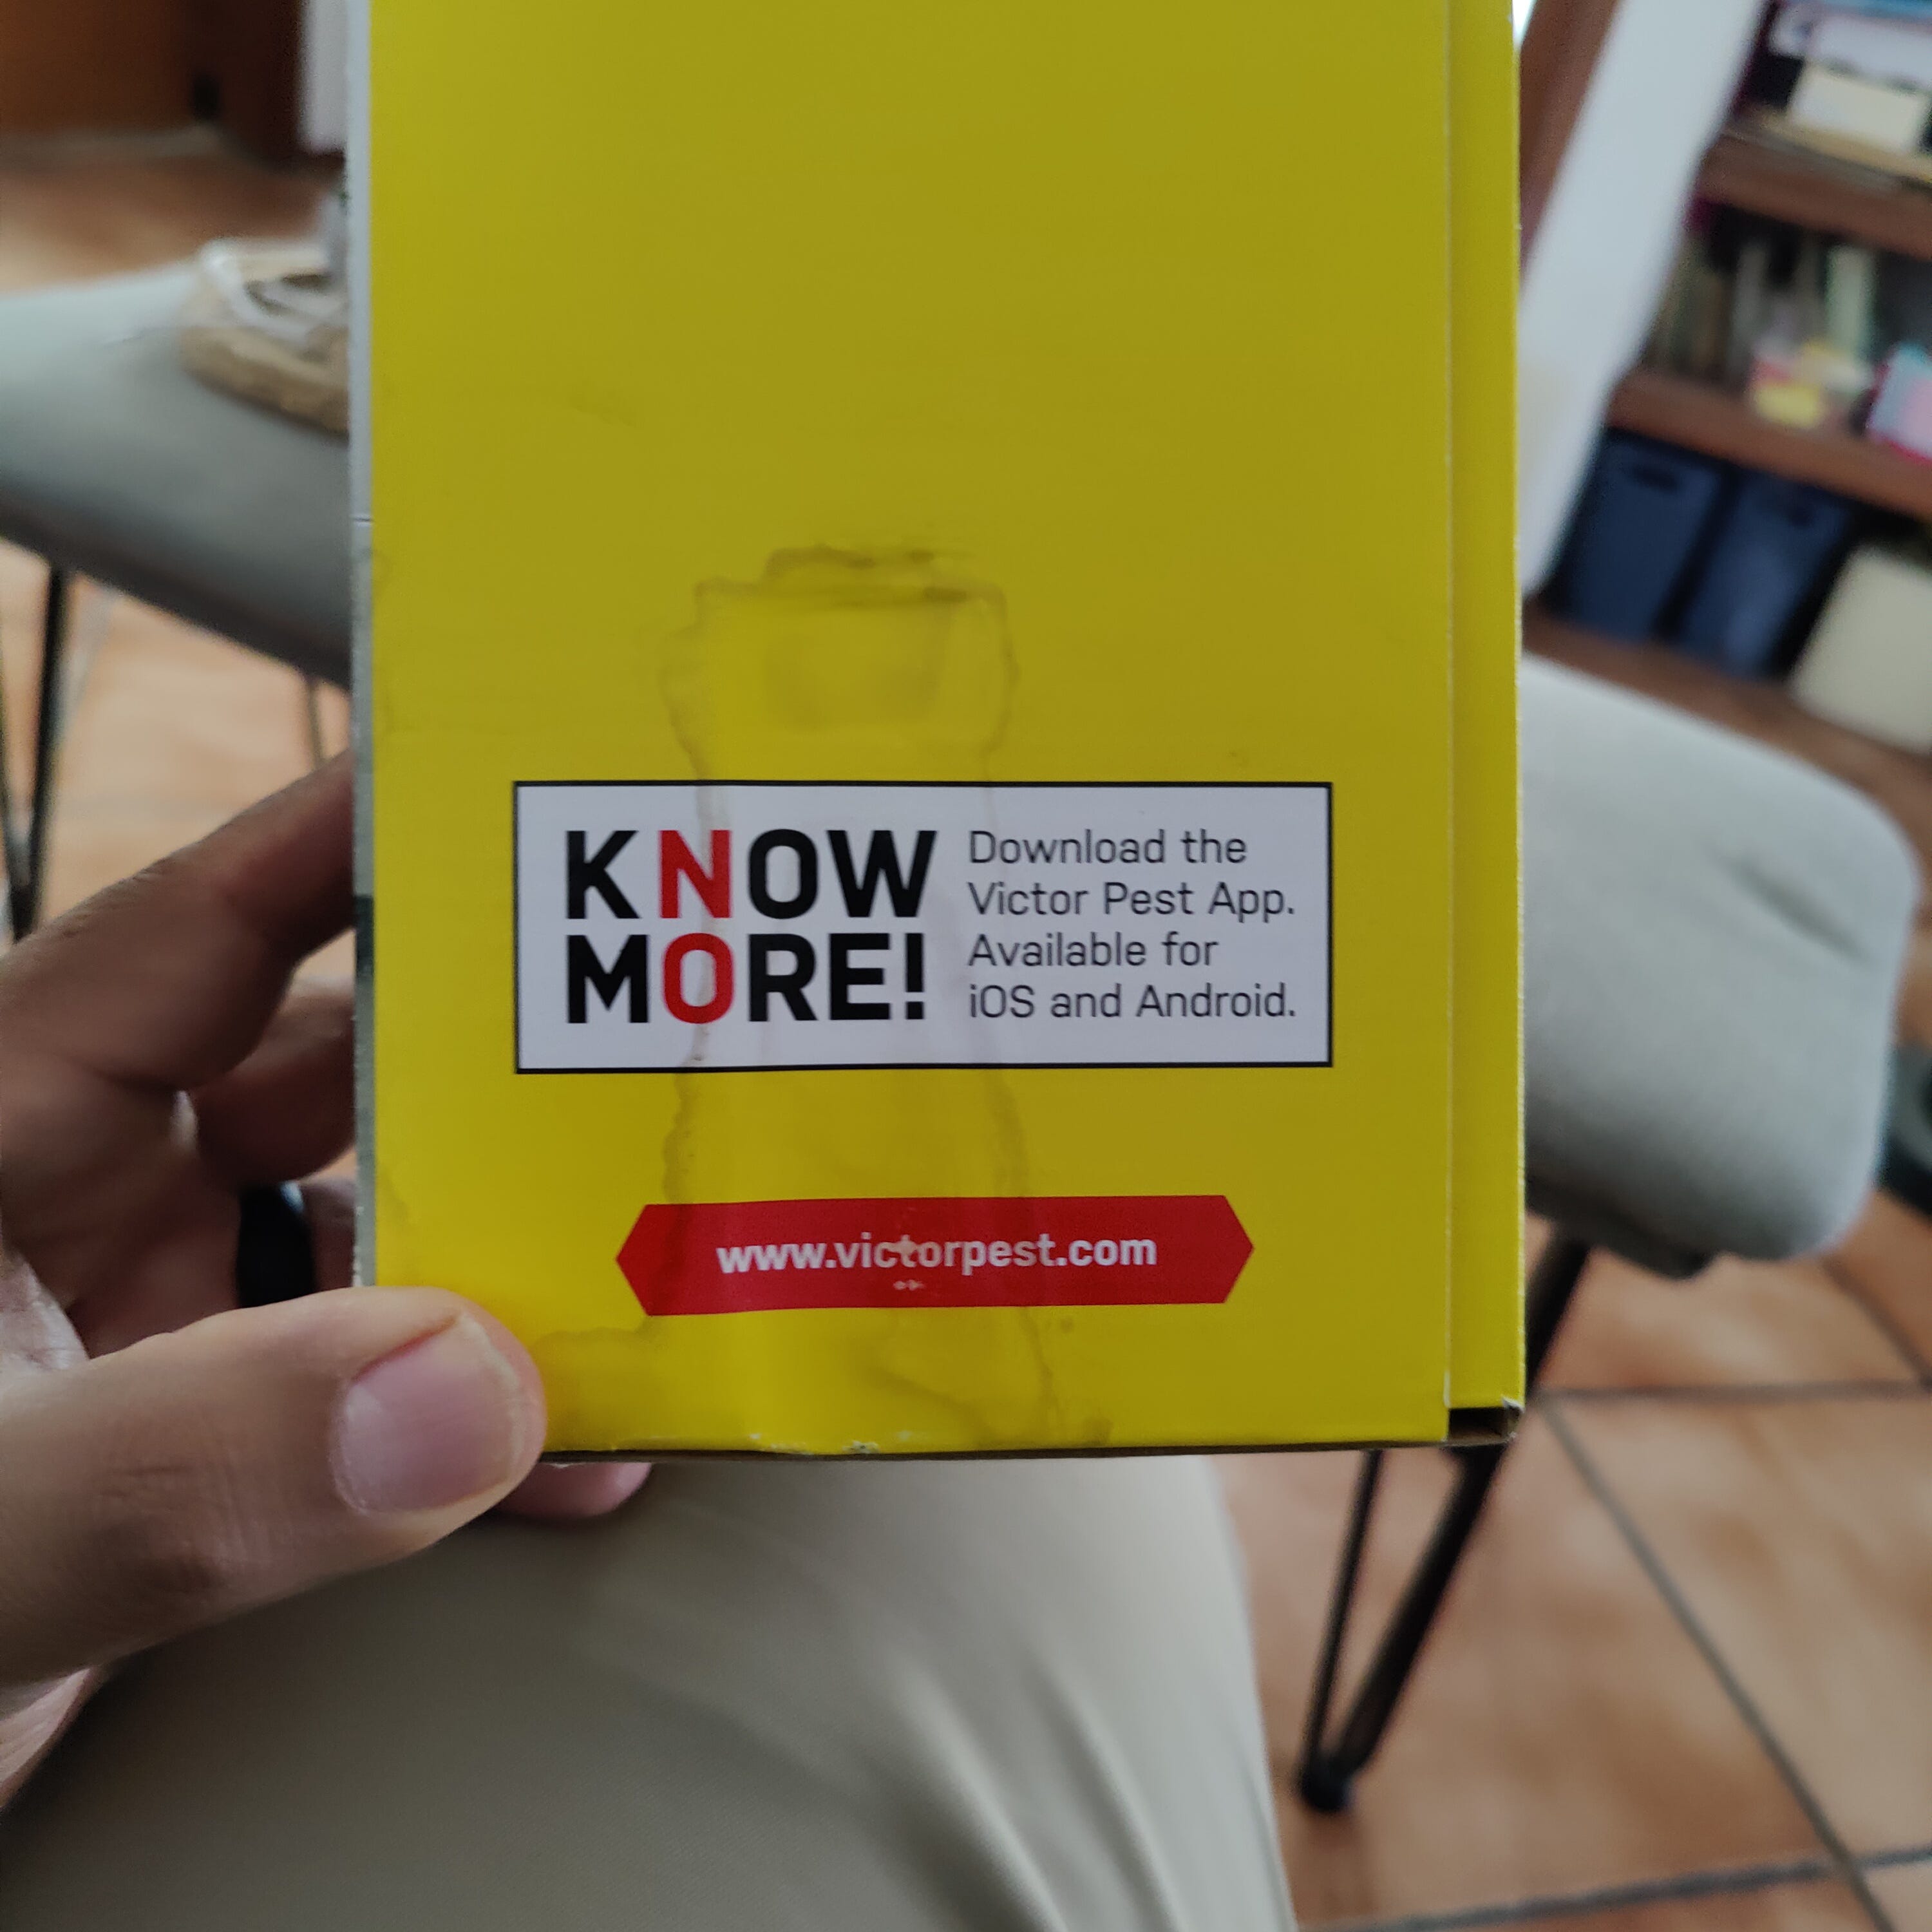 KNOW
MORE!
Download the
Victor Pest App.
Available for
iOS and Android.
www.victorpest.com